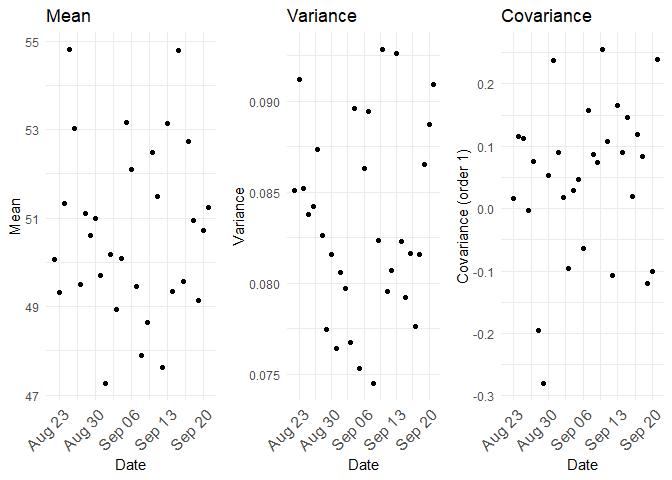 Mean
Mean
55
53
51
49
47
Aug 23
Aug 30
Sep 06
Sep 13
Sep 20
Date
Variance
Variance
0.090
0.085
0.080
0.075
Aug 23
Aug 30
Sep 06
Sep 13
Sep 20
Date
Covariance
Covariance (order 1)
0.2
0.1
0.0
-0.1
-0.2
-0.3
Aug 23
Aug 30
Sep 06
Sep 13
Sep 20
Date